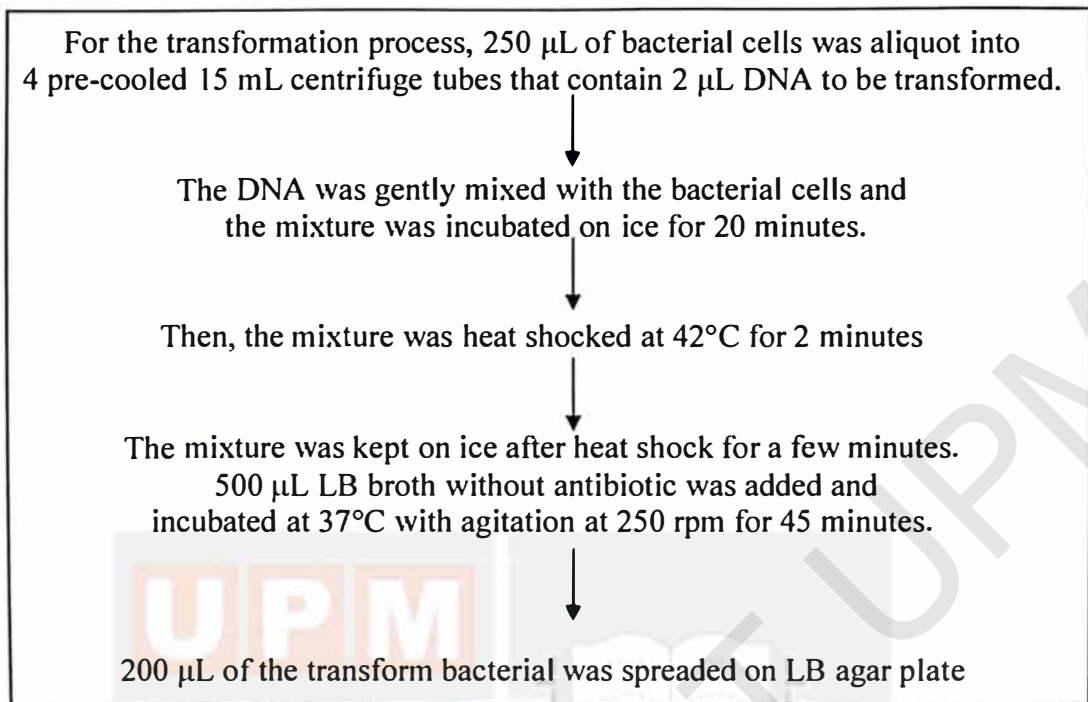 For the transformation process, 250 µL of bacterial cells was aliquot into
4 pre-cooled 15 mL centrifuge tubes that contain 2 µL DNA to be transformed.
The DNA was gently mixed with the bacterial cells and
the mixture was incubated on ice for 20 minutes.
Then, the mixture was heat shocked at 42°C for 2 minutes
The mixture was kept on ice after heat shock for a few minutes.
500 µL LB broth without antibiotic was added and
incubated at 37°C with agitation at 250 rpm for 45 minutes.
UPM
200 µL of the transform bacterial was spreaded on LB agar plate
T UPM